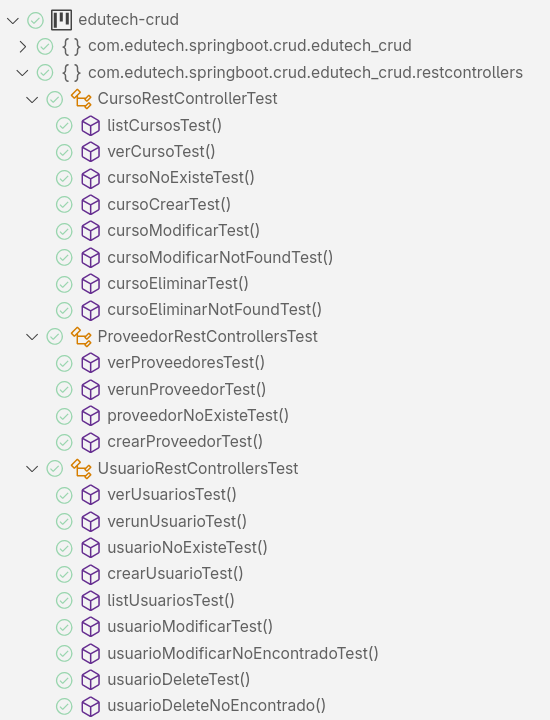 edutech-crud
{} com.edutech.springboot.crud.edutech_crud
{} com.edutech.springboot.crud.edutech_crud.restcontrollers
CursoRestControllerTest
listCursosTest()
verCursoTest()
cursoNoExisteTest()
cursoCrearTest()
cursoModificarTest()
cursoModificarNotFoundTest()
cursoEliminarTest()
cursoEliminarNotFoundTest()
ProveedorRestControllersTest
verProveedoresTest()
verunProveedorTest()
proveedorNoExisteTest()
crearProveedorTest()
UsuarioRestControllersTest
verUsuariosTest()
verunUsuarioTest()
usuarioNoExisteTest()
crearUsuarioTest()
listUsuariosTest()
usuarioModificarTest()
usuarioModificarNoEncontradoTest()
usuarioDeleteTest()
usuarioDeleteNoEncontrado()